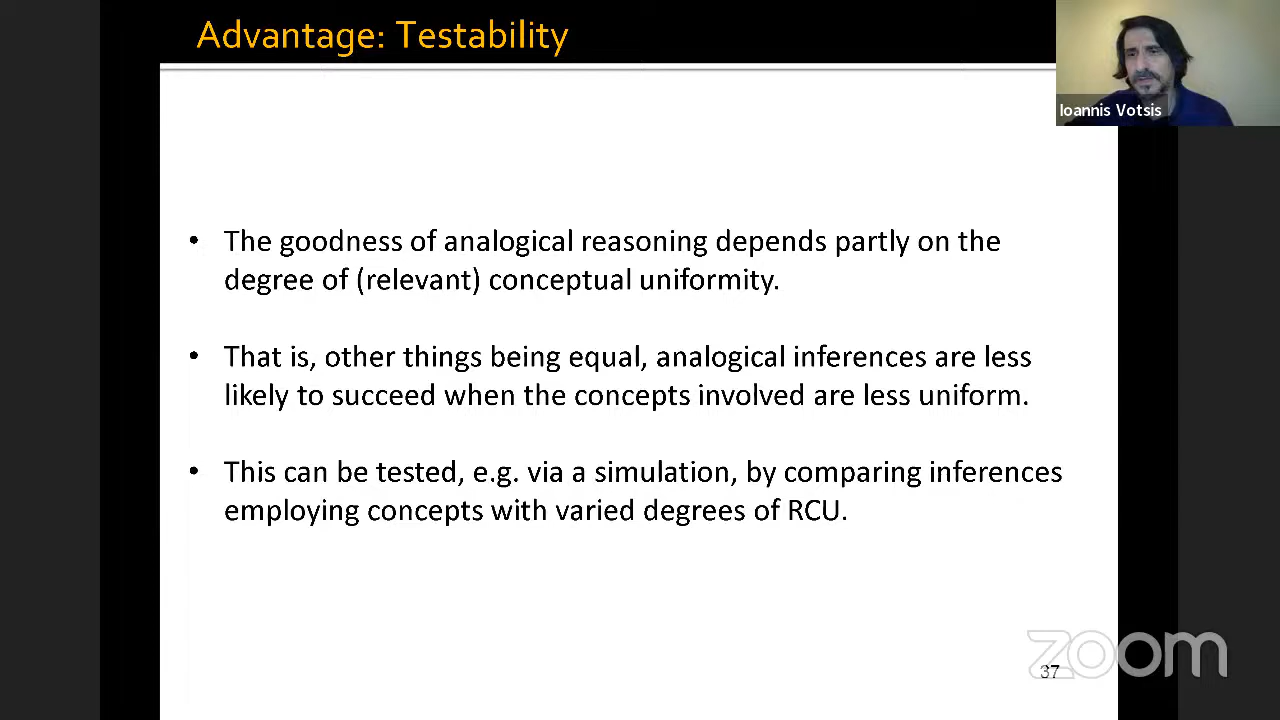 Advantage: Testability
Ioannis Votsis
• The goodness of analogical reasoning depends partly on the
degree of (relevant) conceptual uniformity.
• That is, other things being equal, analogical inferences are less
likely to succeed when the concepts involved are less uniform.
• This can be tested, e.g. via a simulation, by comparing inferences
employing concepts with varied degrees of RCU.
zoom
37